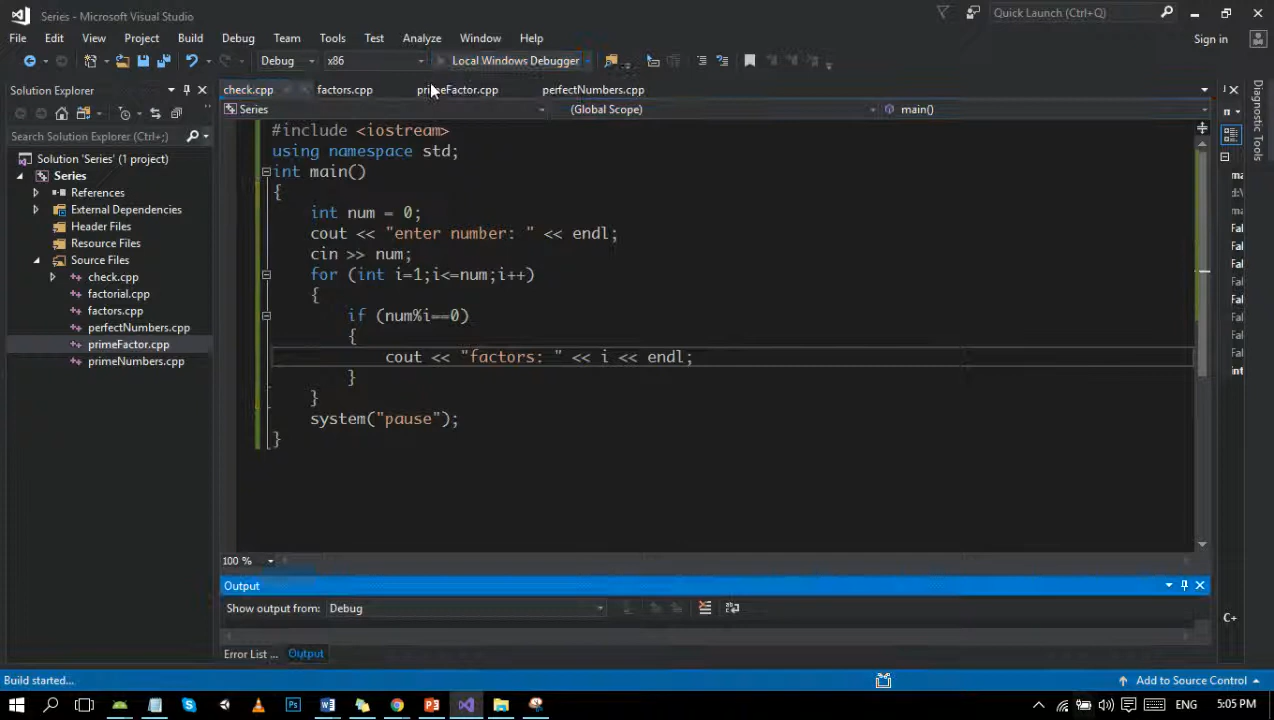 Series - Microsoft Visual Studio
Quick Launch (Ctrl+Q)
File Edit View Project Build Debug Team Tools Test Analyze Window Help
Sign in
Debug x86 Local Windows Debugger
Solution Explorer
check.cpp factors.cpp primeFactor.cpp perfectNumbers.cpp
Series (Global Scope) main()
Search Solution Explorer (Ctrl+;)
Solution 'Series' (1 project)
Series
References
External Dependencies
Header Files
Resource Files
Source Files
check.cpp
factorial.cpp
factors.cpp
perfectNumbers.cpp
primeFactor.cpp
primeNumbers.cpp
#include <iostream>
using namespace std;
int main()
{
int num = 0;
cout << "enter number: " << endl;
cin >> num;
for (int i=1;i<=num;i++)
{
if (num%i==0)
{
cout << "factors: " << i << endl;
}
}
system("pause");
}
Diagnostic Tools
100 %
Output
Show output from: Debug
Error List ... Output
C+
Build started...
Add to Source Control
ENG 5:05 PM